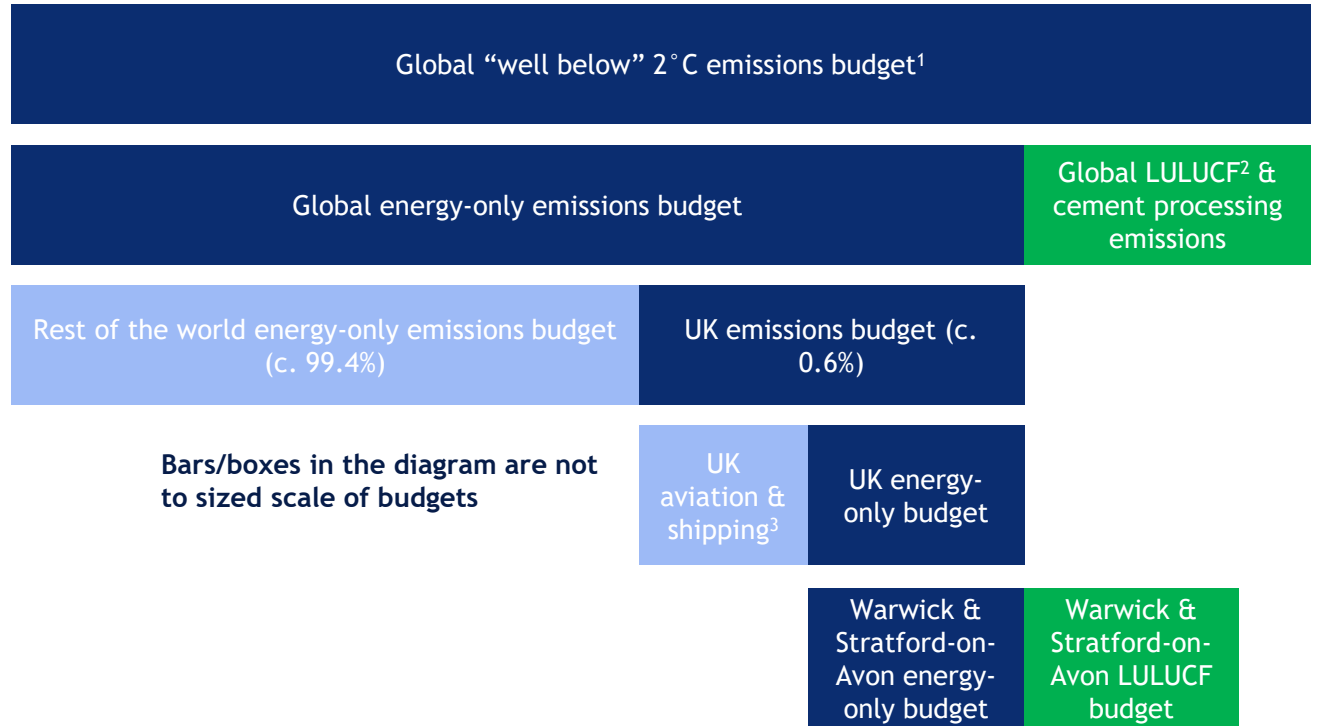 Global “well below” 2°C emissions budget¹
Global energy-only emissions budget
Global LULUCF² &
cement processing
emissions
Rest of the world energy-only emissions budget
(c. 99.4%)
UK emissions budget (c.
0.6%)
Bars/boxes in the diagram are not
to sized scale of budgets
UK
aviation &
shipping³
UK energy-
only budget
Warwick &
Stratford-on-
Avon energy-
only budget
Warwick &
Stratford-on-
Avon LULUCF
budget